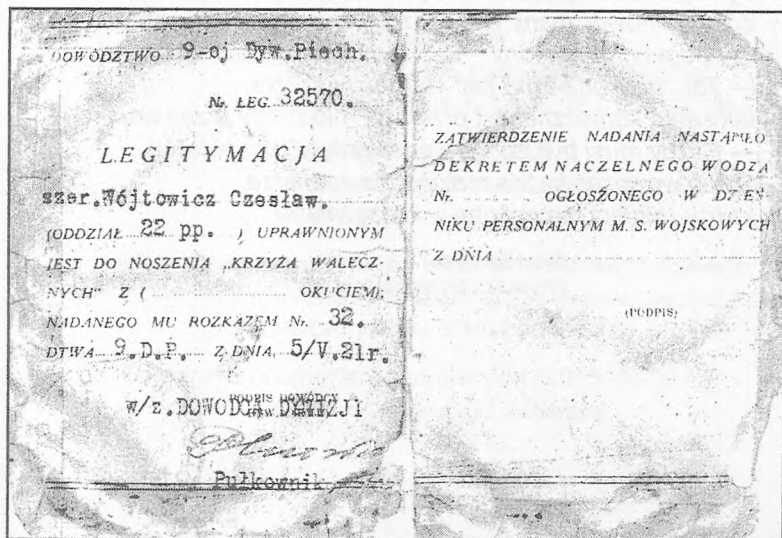 DOWÓDZTWO 9-ej Dyw.Piech.
Nr. LEG. 32570.
LEGITYMACJA
szer.Wójtowicz Czesław.
(ODDZIAŁ 22 pp. ) UPRAWNIONYM
JEST DO NOSZENIA „KRZYŻA WALECZ-
NYCH" Z ( OKUCIEM);
NADANEGO MU ROZKAZEM Nr. 32.
DTWA 9.D.P. Z DNIA, 5/V.21r.
PODPIS DOWÓDCY
w/z.DOWÓDCA DYWIZJI
Pułkownik
ZATWIERDZENIE NADANIA NASTĄPIŁO
DEKRETEM NACZELNEGO WODZA
Nr. OGŁOSZONEGO W DZIEN-
NIKU PERSONALNYM M. S. WOJSKOWYCH
Z DNIA
(PODPIS)